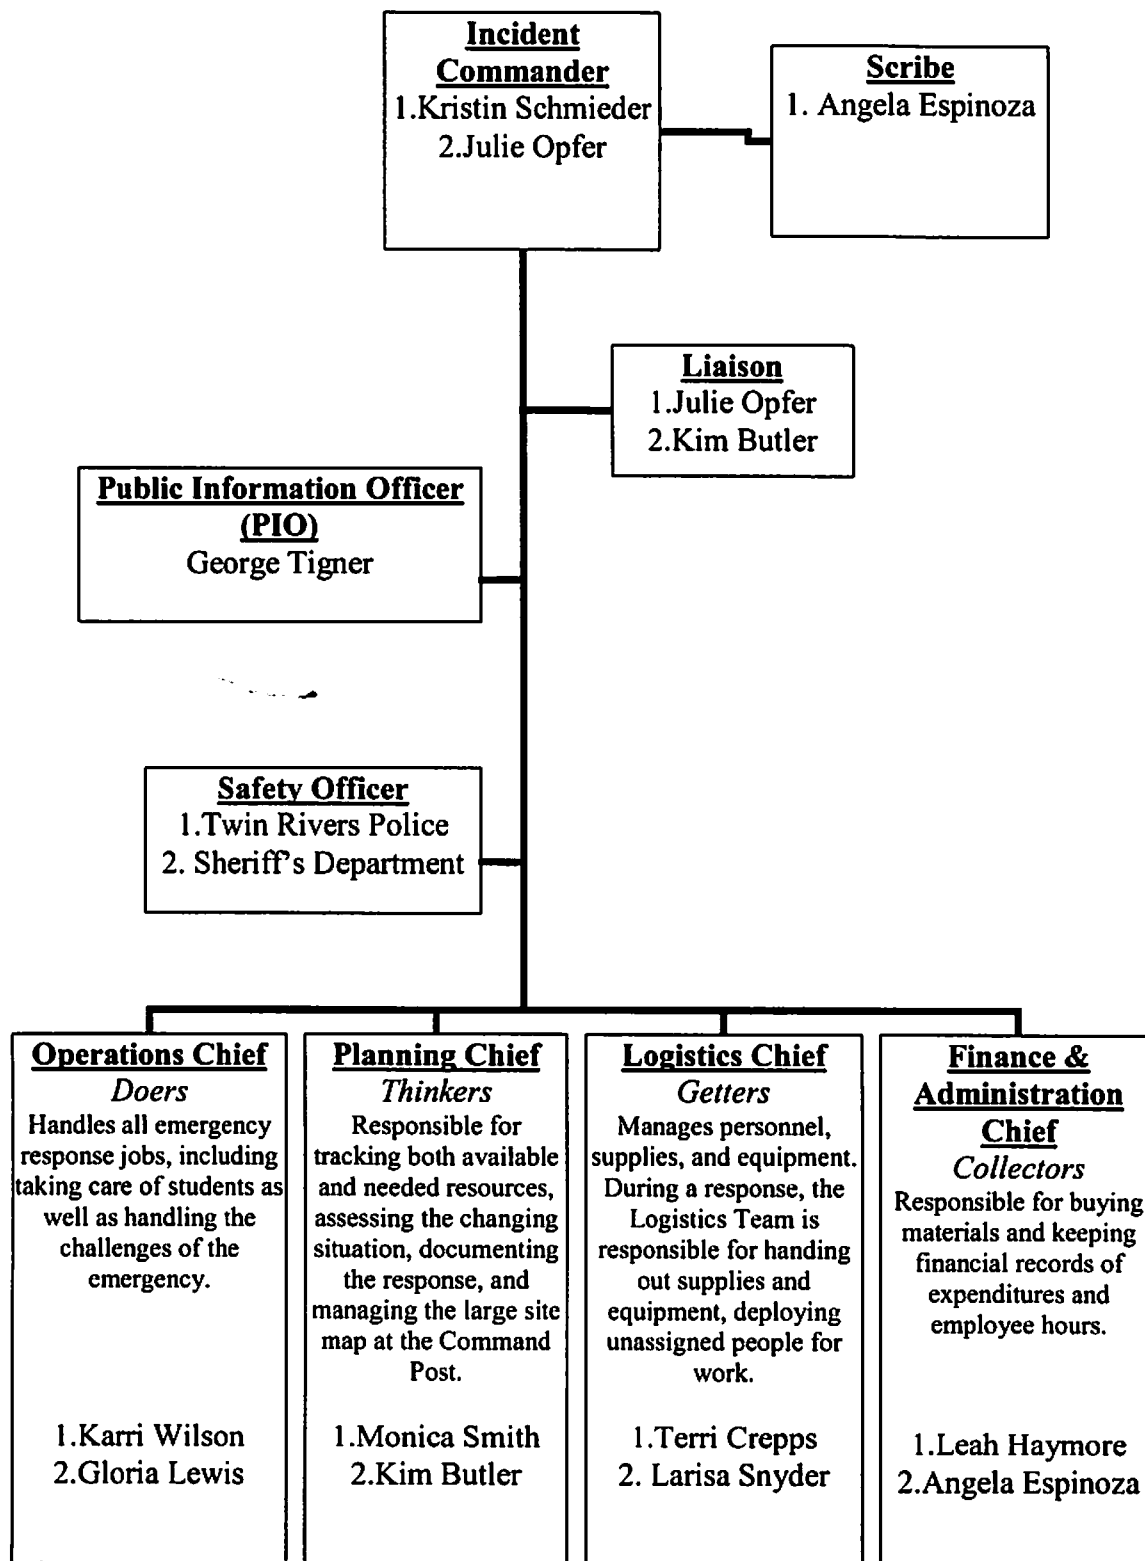 Incident
Commander
1.Kristin Schmieder
2.Julie Opfer
Scribe
1. Angela Espinoza
Liaison
1.Julie Opfer
2.Kim Butler
Public Information Officer
(PIO)
George Tigner
Safety Officer
1.Twin Rivers Police
2. Sheriff's Department
Operations Chief
Doers
Handles all emergency
response jobs, including
taking care of students as
well as handling the
challenges of the
emergency.
1.Karri Wilson
2.Gloria Lewis
Planning Chief
Thinkers
Responsible for
tracking both available
and needed resources,
assessing the changing
situation, documenting
the response, and
managing the large site
map at the Command
Post.
1.Monica Smith
2.Kim Butler
Logistics Chief
Getters
Manages personnel,
supplies, and equipment.
During a response, the
Logistics Team is
responsible for handing
out supplies and
equipment, deploying
unassigned people for
work.
1.Terri Crepps
2. Larisa Snyder
Finance &
Administration
Chief
Collectors
Responsible for buying
materials and keeping
financial records of
expenditures and
employee hours.
1.Leah Haymore
2.Angela Espinoza